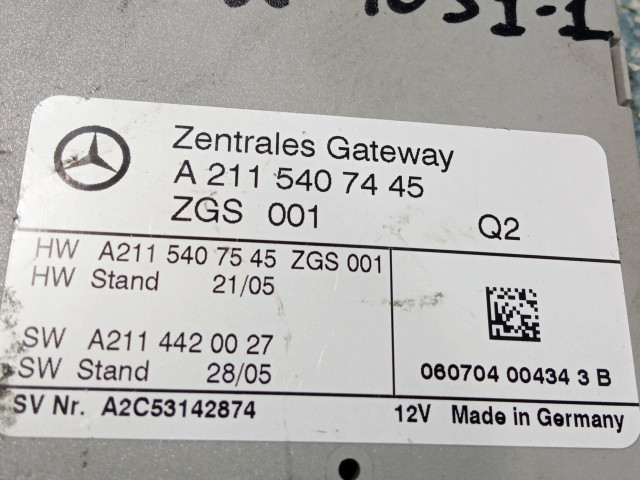 Zentrales Gateway
A 211 540 74 45
ZGS 001 Q2
HW A211 540 75 45 ZGS 001
HW Stand 21/05
SW A211 442 00 27
SW Stand 28/05
060704 00434 3 B
SV Nr. A2C53142874 12V Made in Germany